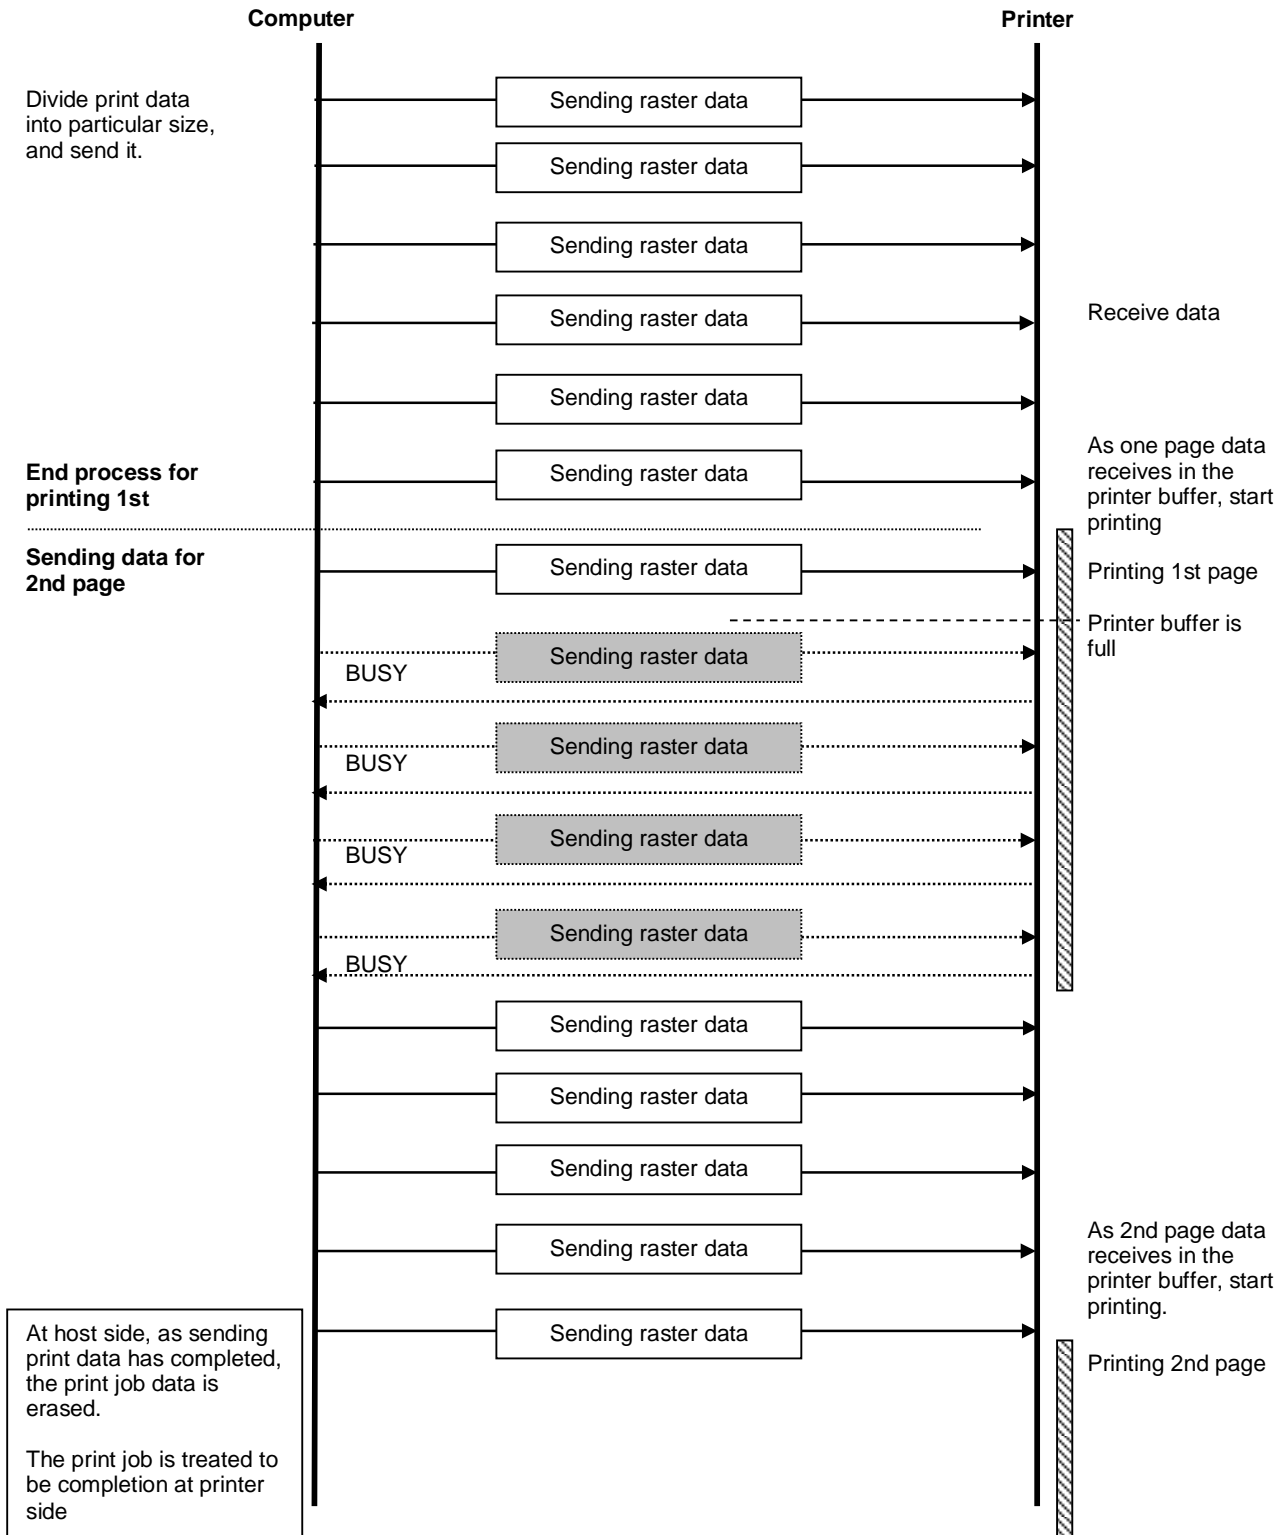 Computer
Printer
Divide print data
into particular size,
and send it.
Sending raster data
Sending raster data
Sending raster data
Sending raster data
Receive data
Sending raster data
End process for
printing 1st
Sending raster data
As one page data
receives in the
printer buffer, start
printing
Sending data for
2nd page
Sending raster data
Printing 1st page
Printer buffer is
full
Sending raster data
BUSY
Sending raster data
BUSY
Sending raster data
BUSY
Sending raster data
BUSY
Sending raster data
Sending raster data
Sending raster data
Sending raster data
As 2nd page data
receives in the
printer buffer, start
printing.
Sending raster data
Printing 2nd page
At host side, as sending
print data has completed,
the print job data is
erased.
The print job is treated to
be completion at printer
side